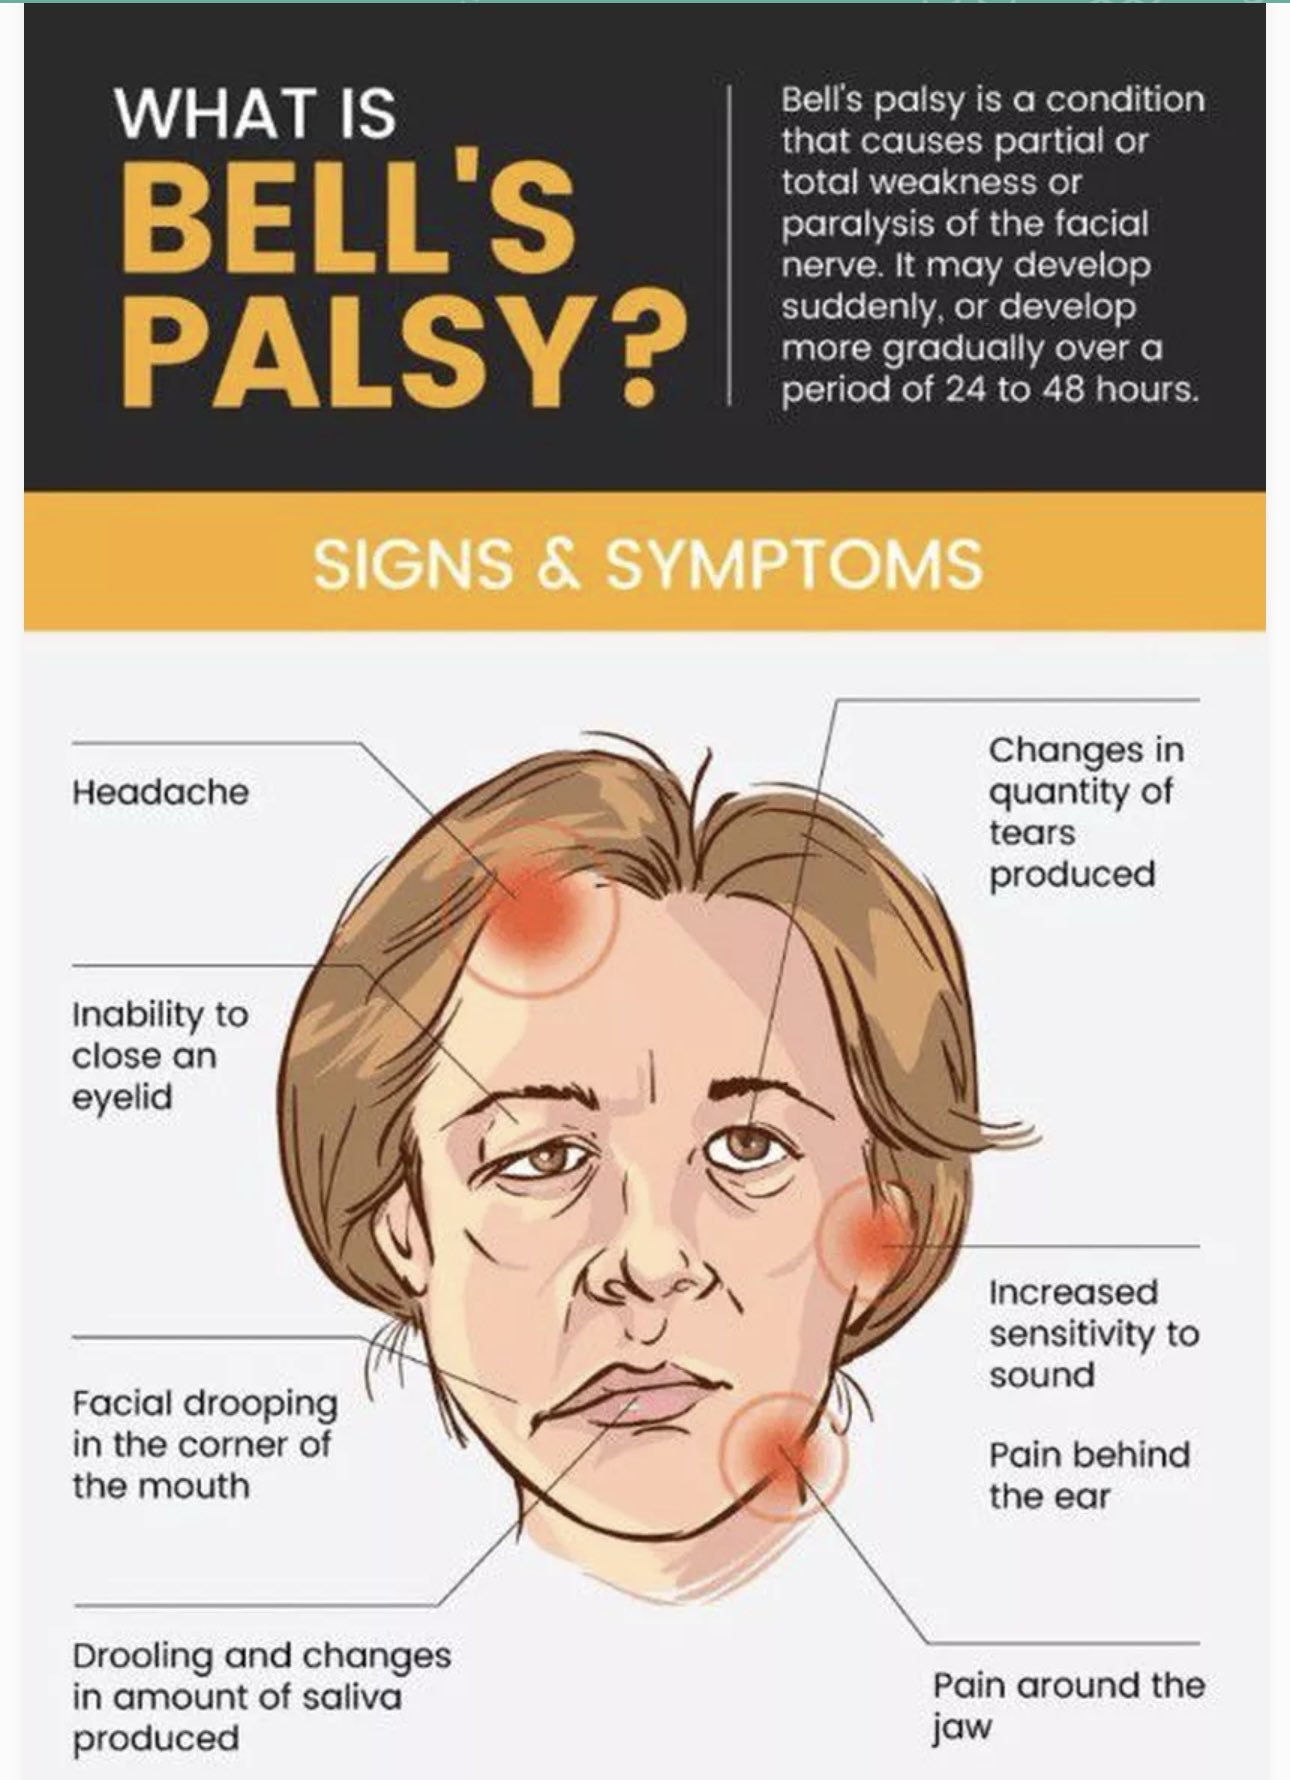 WHAT IS
BELL'S
PALSY?
Bell's palsy is a condition
that causes partial or
total weakness or
paralysis of the facial
nerve. It may develop
suddenly, or develop
more gradually over a
period of 24 to 48 hours.
SIGNS & SYMPTOMS
Headache
Changes in
quantity of
tears
produced
Inability to
close an
eyelid
Increased
sensitivity to
sound
Facial drooping
in the corner of
the mouth
Pain behind
the ear
Drooling and changes
in amount of saliva
produced
Pain around the
jaw